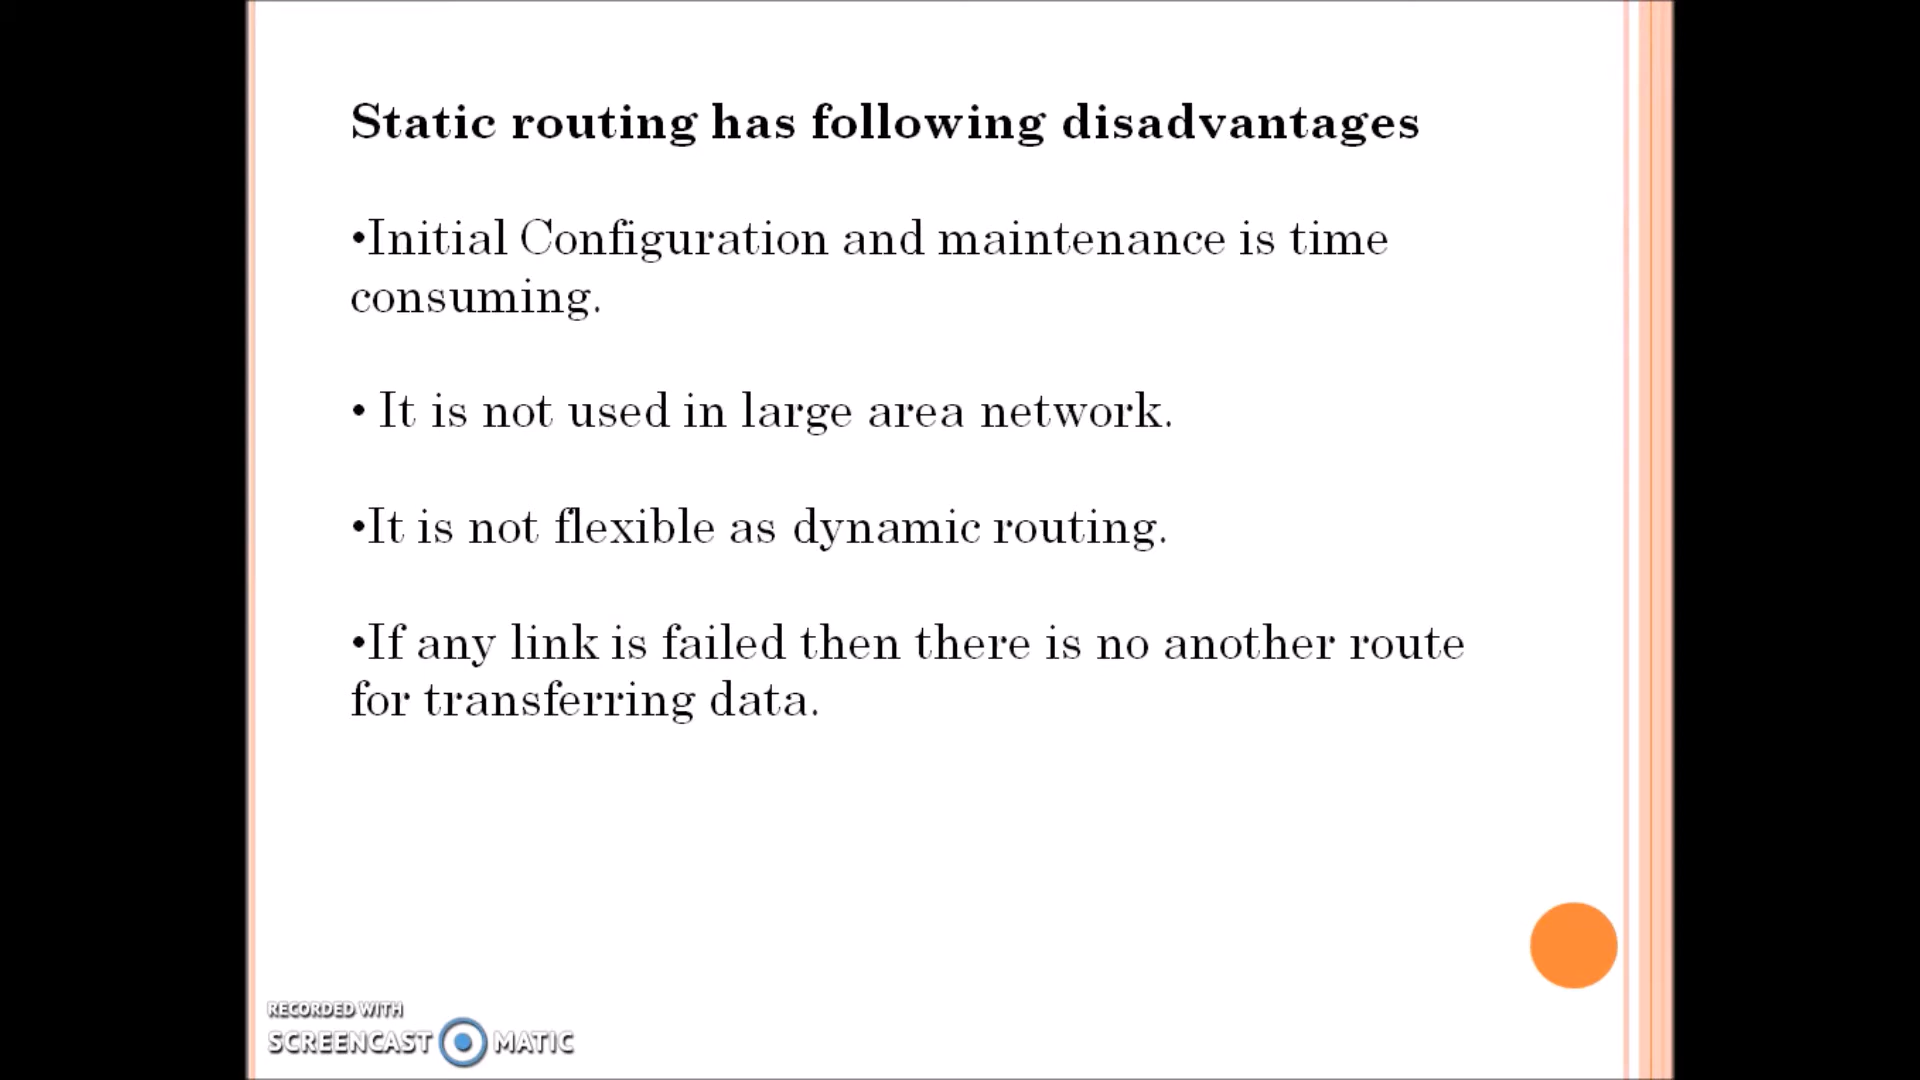 Static routing has following disadvantages
•Initial Configuration and maintenance is time
consuming.
• It is not used in large area network.
•It is not flexible as dynamic routing.
•If any link is failed then there is no another route
for transferring data.
RECORDED WITH
SCREENCAST MATIC